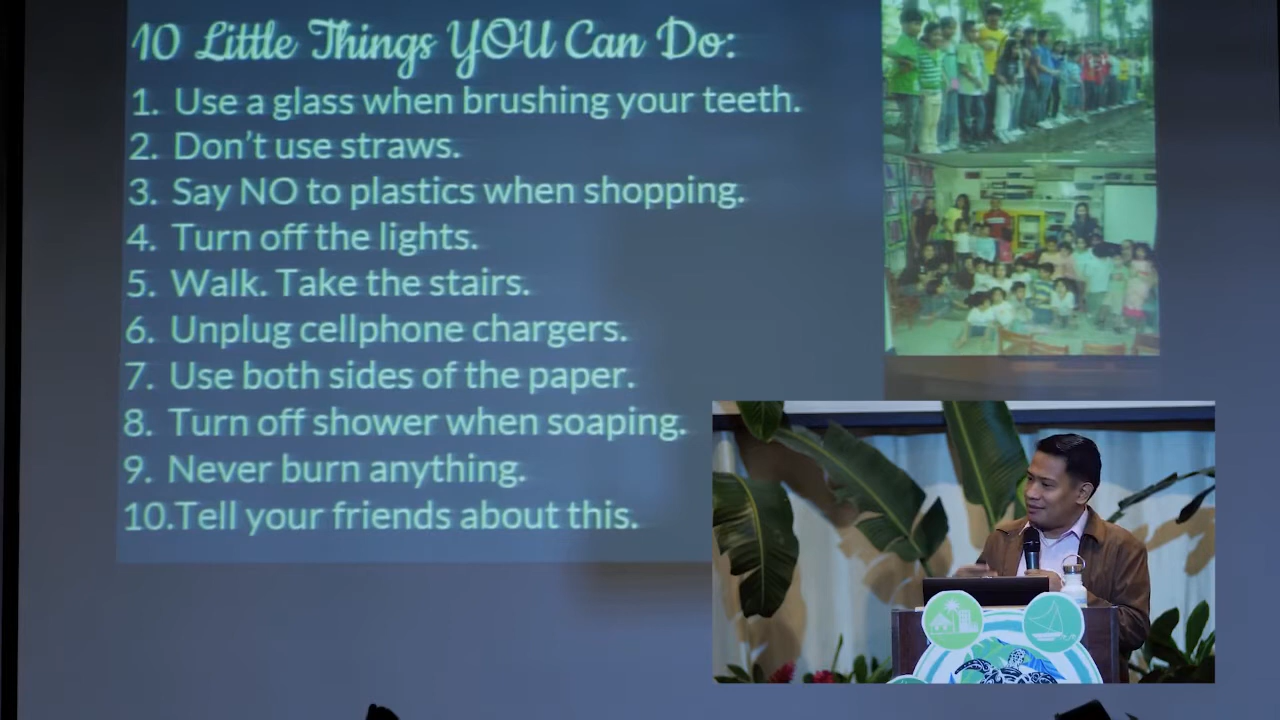 10 Little Things YOU Can Do:
1. Use a glass when brushing your teeth.
2. Don't use straws.
3. Say NO to plastics when shopping.
4. Turn off the lights.
5. Walk. Take the stairs.
6. Unplug cellphone chargers.
7. Use both sides of the paper.
8. Turn off shower when soaping.
9. Never burn anything.
10.Tell your friends about this.